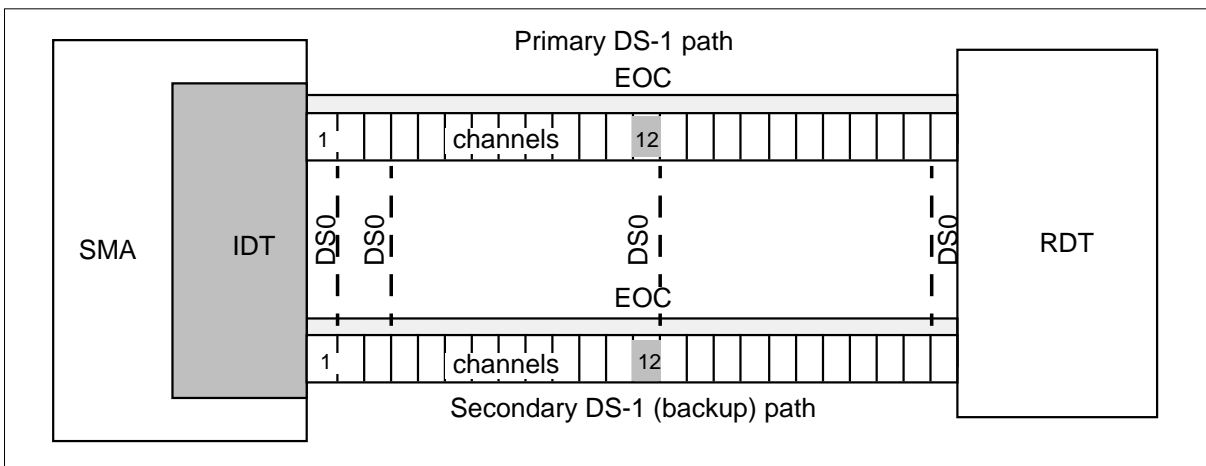 Primary DS-1 path
EOC
1 channels 12
SMA IDT DS0 DS0 DS0 DS0 RDT
EOC
1 channels 12
Secondary DS-1 (backup) path